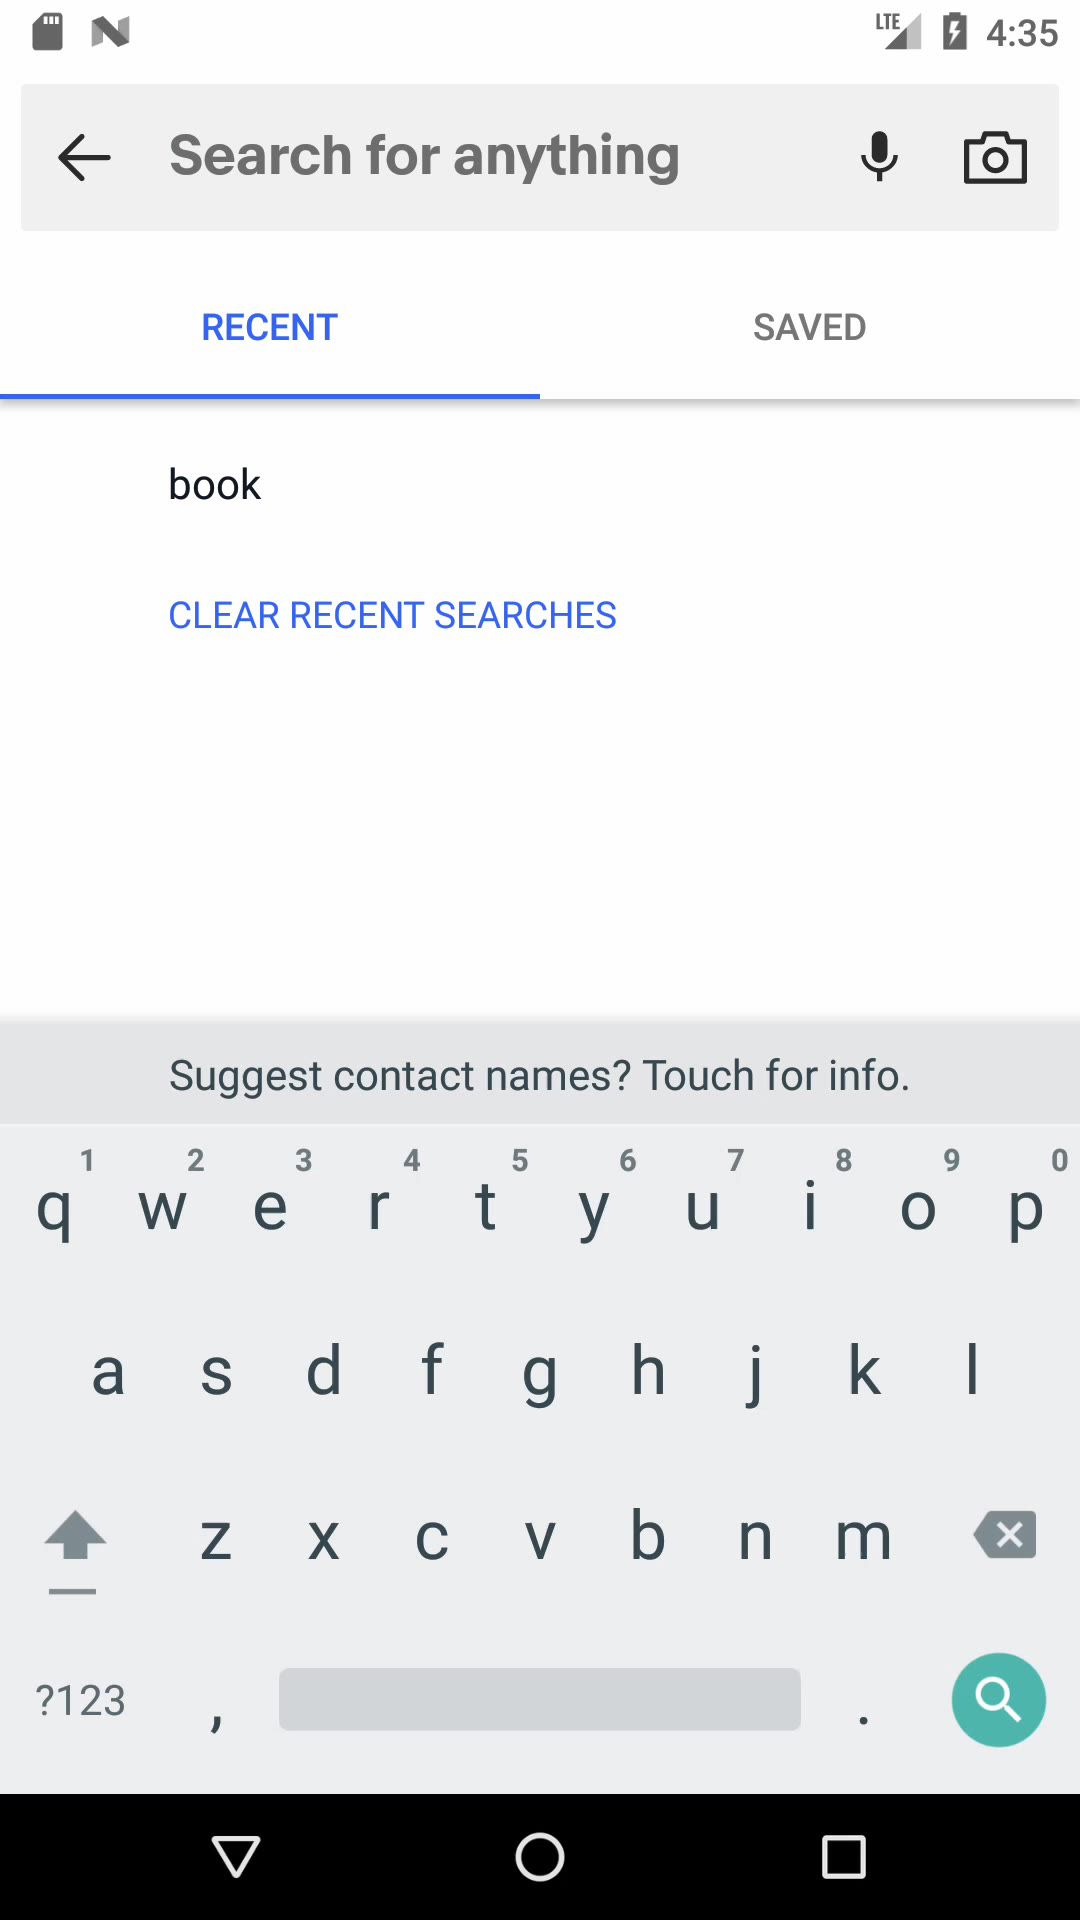 LTE 4:35
Search for anything
RECENT SAVED
book
CLEAR RECENT SEARCHES
Suggest contact names? Touch for info.
1 2 3 4 5 6 7 8 9 0
q w e r t y u i o p
a s d f g h j k l
z x c v b n m
?123 , .